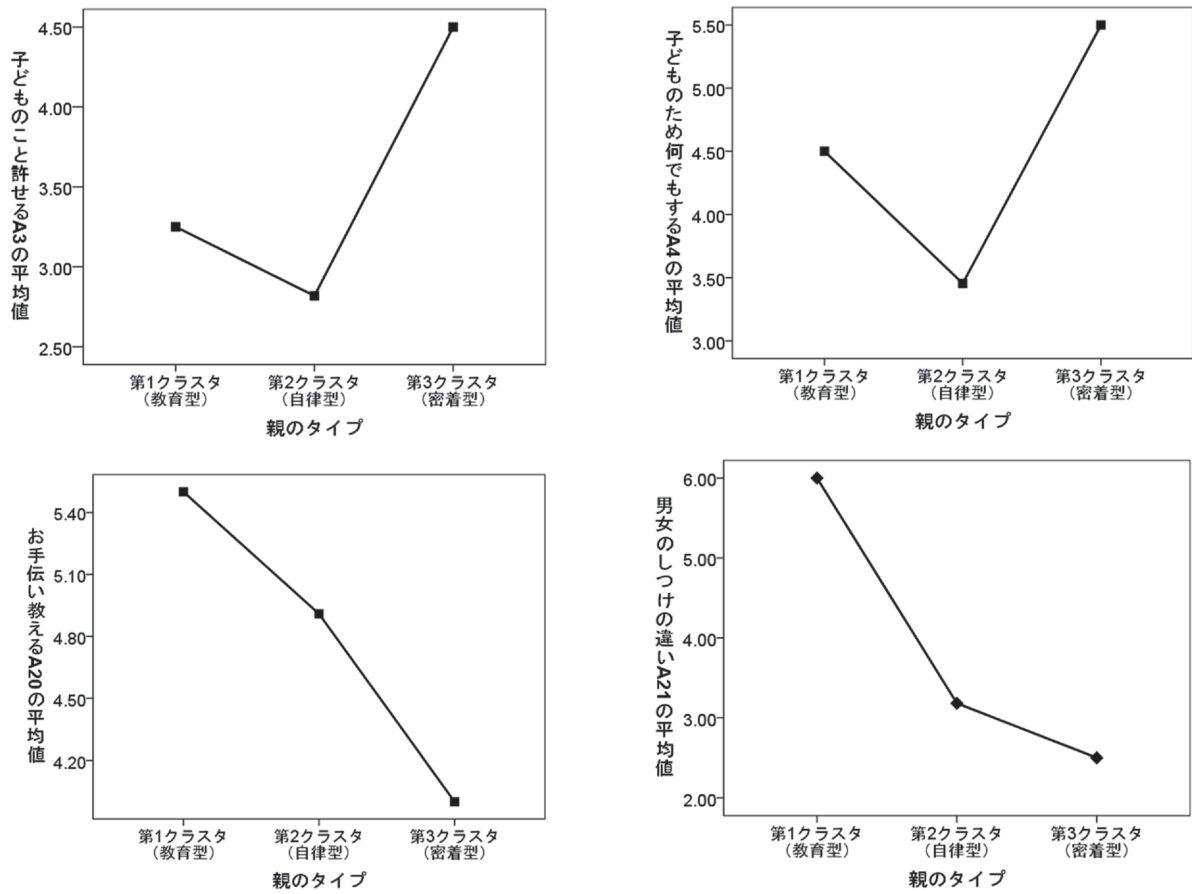 子どものこと許せるA3の平均値
4.50
4.00
3.50
3.00
2.50
第1クラスタ
（教育型）
第2クラスタ
（自律型）
第3クラスタ
（密着型）
親のタイプ
子どものため何でもするA4の平均値
5.50
5.00
4.50
4.00
3.50
3.00
第1クラスタ
（教育型）
第2クラスタ
（自律型）
第3クラスタ
（密着型）
親のタイプ
お手伝い教えるA20の平均値
5.40
5.10
4.80
4.50
4.20
第1クラスタ
（教育型）
第2クラスタ
（自律型）
第3クラスタ
（密着型）
親のタイプ
男女のしつけの違いA21の平均値
6.00
5.00
4.00
3.00
2.00
第1クラスタ
（教育型）
第2クラスタ
（自律型）
第3クラスタ
（密着型）
親のタイプ